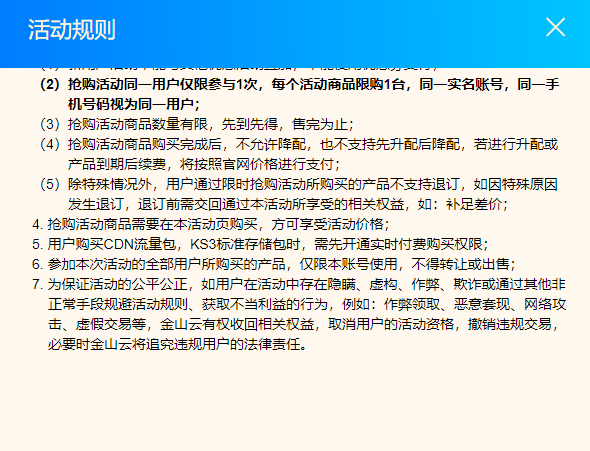 活动规则
（2）抢购活动同一用户仅限参与1次，每个活动商品限购1台，同一实名账号，同一手
机号码视为同一用户；
（3）抢购活动商品数量有限，先到先得，售完为止；
（4）抢购活动商品购买完成后，不允许降配，也不支持先升配后降配，若进行升配或
产品到期后续费，将按照官网价格进行支付；
（5）除特殊情况外，用户通过限时抢购活动所购买的产品不支持退订，如因特殊原因
发生退订，退订前需交回通过本活动所享受的相关权益，如：补足差价；
4. 抢购活动商品需要在本活动页购买，方可享受活动价格；
5. 用户购买CDN流量包，KS3标准存储包时，需先开通实时付费购买权限；
6. 参加本次活动的全部用户所购买的产品，仅限本账号使用，不得转让或出售；
7. 为保证活动的公平公正，如用户在活动中存在隐瞒、虚构、作弊、欺诈或通过其他非
正常手段规避活动规则、获取不当利益的行为，例如：作弊领取、恶意套现、网络攻
击、虚假交易等，金山云有权收回相关权益，取消用户的活动资格，撤销违规交易，
必要时金山云将追究违规用户的法律责任。